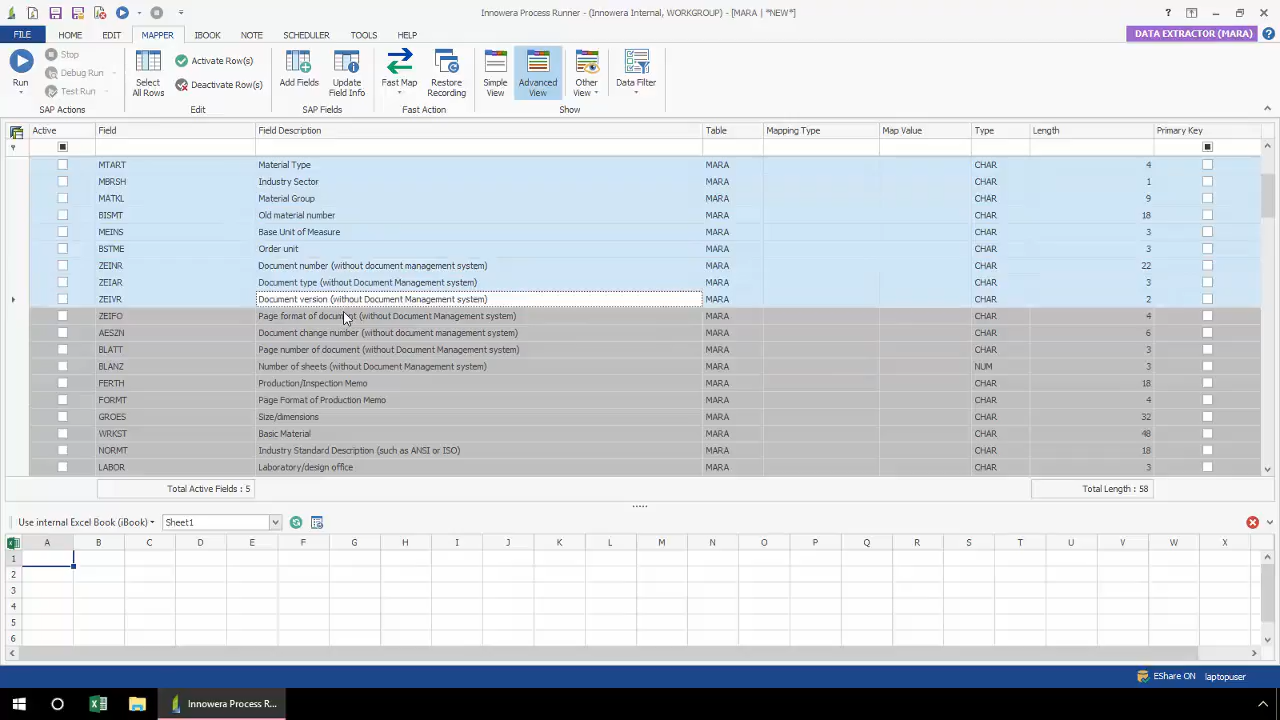 Innowera Process Runner - (Innowera Internal, WORKGROUP) - [MARA | *NEW*]
FILE HOME EDIT MAPPER IBOOK NOTE SCHEDULER TOOLS HELP DATA EXTRACTOR (MARA)
Run Stop Debug Run Test Run SAP Actions
Select All Rows Activate Row(s) Deactivate Row(s) Edit
Add Fields Update Field Info SAP Fields
Fast Map Restore Recording Fast Action
Simple View Advanced View Other View Data Filter Show
Active Field Field Description Table Mapping Type Map Value Type Length Primary Key
MTART Material Type MARA CHAR 4
MBRSH Industry Sector MARA CHAR 1
MATKL Material Group MARA CHAR 9
BISMT Old material number MARA CHAR 18
MEINS Base Unit of Measure MARA CHAR 3
BSTME Order unit MARA CHAR 3
ZEINR Document number (without document management system) MARA CHAR 22
ZEIAR Document type (without Document Management system) MARA CHAR 3
ZEIVR Document version (without Document Management system) MARA CHAR 2
ZEIFO Page format of document (without Document Management system) MARA CHAR 4
AESZN Document change number (without document management system) MARA CHAR 6
BLATT Page number of document (without Document Management system) MARA CHAR 3
BLANZ Number of sheets (without Document Management system) MARA NUM 3
FERTH Production/Inspection Memo MARA CHAR 18
FORMT Page Format of Production Memo MARA CHAR 4
GROES Size/dimensions MARA CHAR 32
WRKST Basic Material MARA CHAR 48
NORMT Industry Standard Description (such as ANSI or ISO) MARA CHAR 18
LABOR Laboratory/design office MARA CHAR 3
Total Active Fields : 5 Total Length : 58
Use internal Excel Book (iBook) Sheet1
A B C D E F G H I J K L M N O P Q R S T U V W X
1
2
3
4
5
6
EShare ON laptopuser
Innowera Process R...